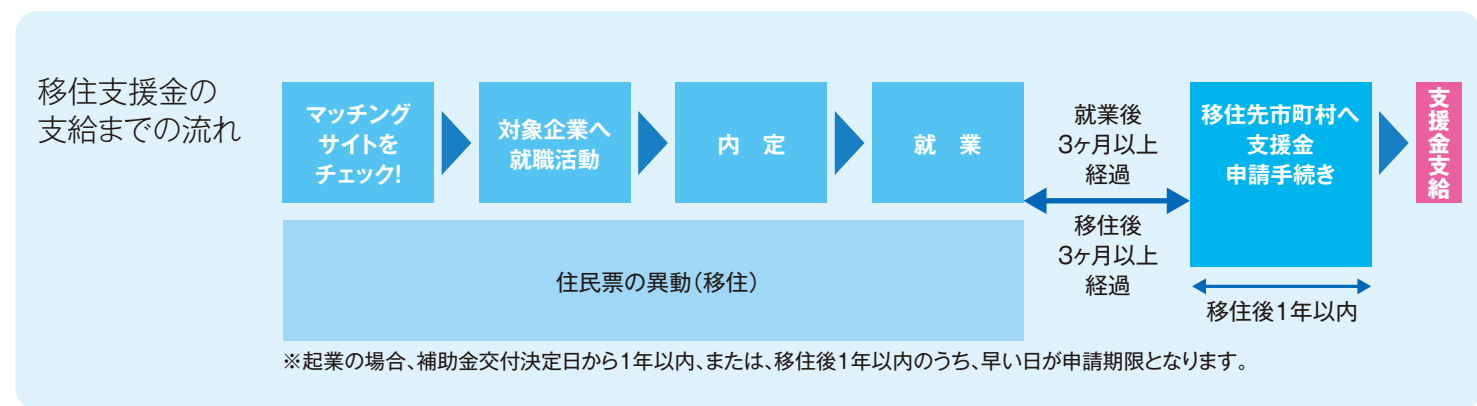 移住支援金の
支給までの流れ
マッチング
サイトを
チェック!
対象企業へ
就職活動
内 定
就 業
就業後
3ヶ月以上
経過
移住後
3ヶ月以上
経過
移住先市町村へ
支援金
申請手続き
移住後1年以内
支援金支給
住民票の異動(移住)
※起業の場合、補助金交付決定日から1年以内、または、移住後1年以内のうち、早い日が申請期限となります。